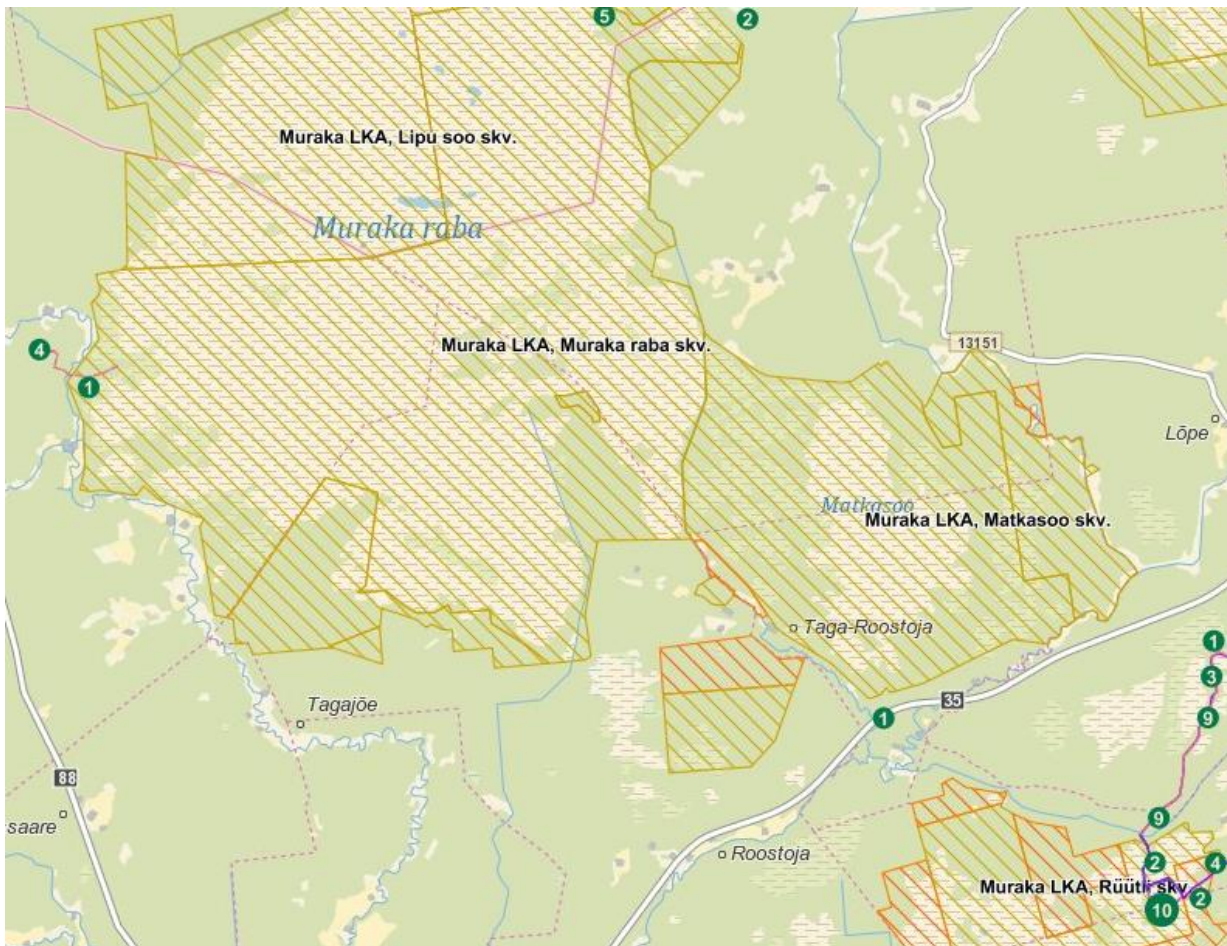 5
2
Muraka LKA, Lipu soo skv.
Muraka raba
13151
Muraka LKA, Muraka raba skv.
4
1
Lõpe
Matkasoo
Muraka LKA, Matkasoo skv.
Taga-Roostoja
1
3
Tagajõe
35
1
9
88
saare
9
Roostoja
2
4
Muraka LKA, Rüütli skv
2
10